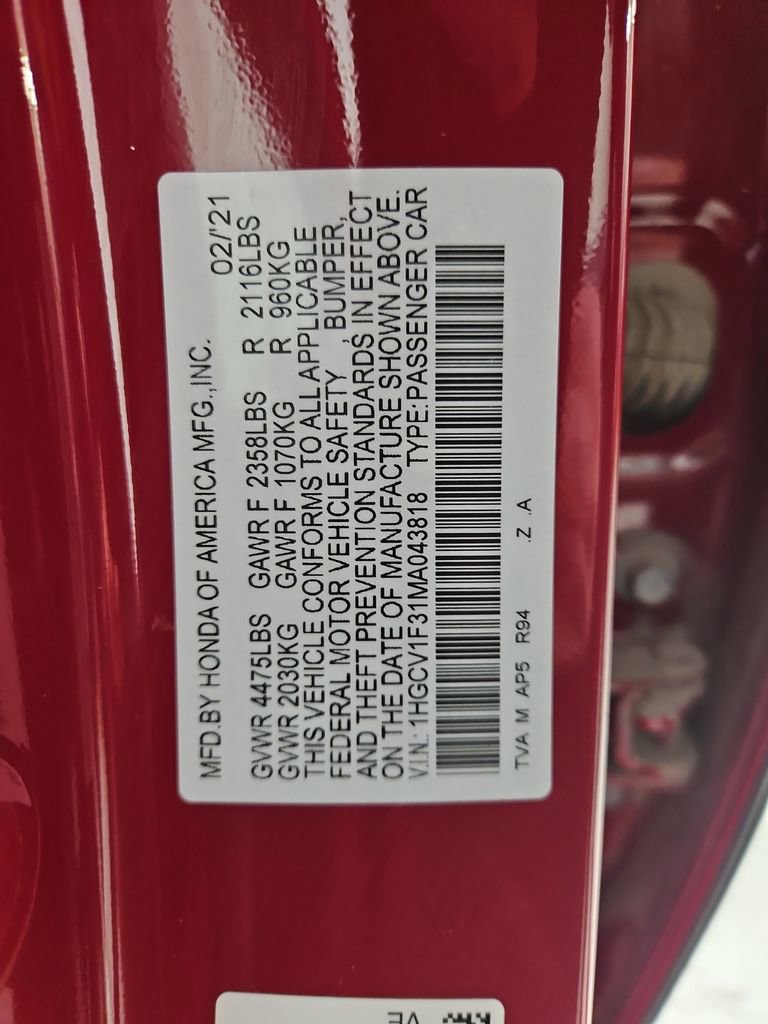 MFD.BY HONDA OF AMERICA MFG.,INC. 02/'21
GVWR 4475LBS GAWR F 2358LBS R 2116LBS
GVWR 2030KG GAWR F 1070KG R 960KG
THIS VEHICLE CONFORMS TO ALL APPLICABLE
FEDERAL MOTOR VEHICLE SAFETY, BUMPER,
AND THEFT PREVENTION STANDARDS IN EFFECT
ON THE DATE OF MANUFACTURE SHOWN ABOVE.
V.I.N.: 1HGCV1F31MA043818 TYPE:PASSENGER CAR
TVA M AP5 R94 .Z .A